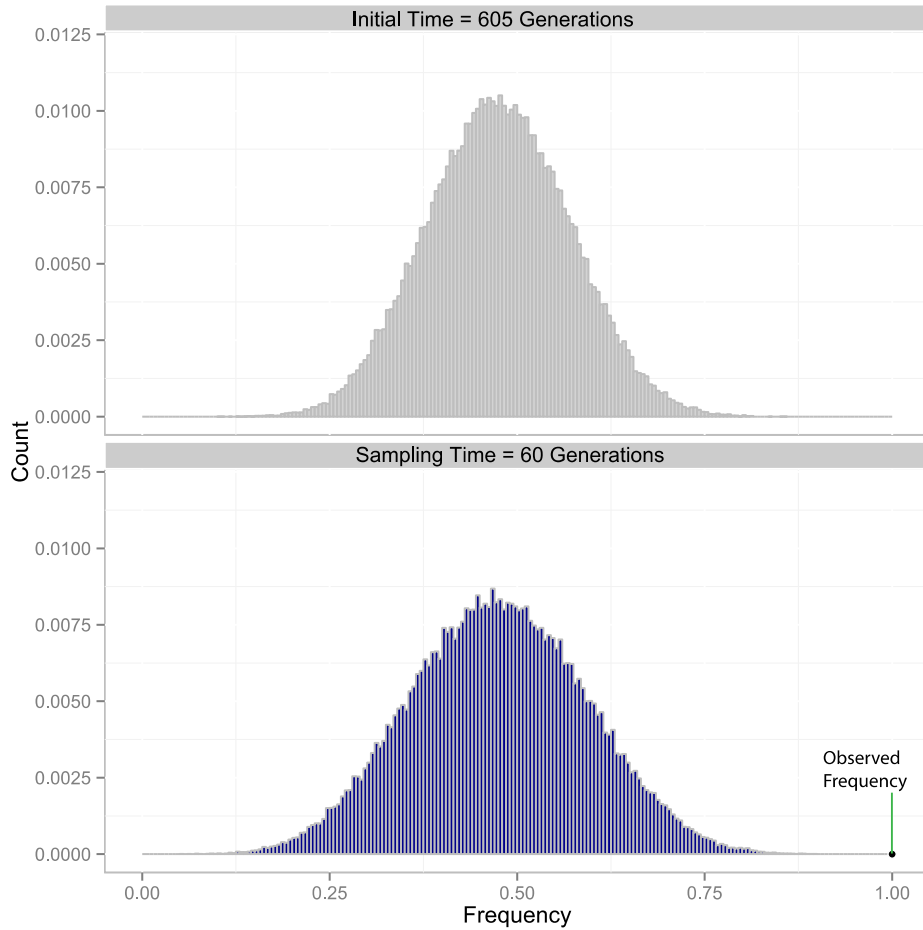 Initial Time = 605 Generations
0.0125
0.0100
0.0075
0.0050
0.0025
0.0000
Count
Sampling Time = 60 Generations
0.0125
0.0100
0.0075
0.0050
0.0025
0.0000
Observed
Frequency
0.00
0.25
0.50
0.75
1.00
Frequency